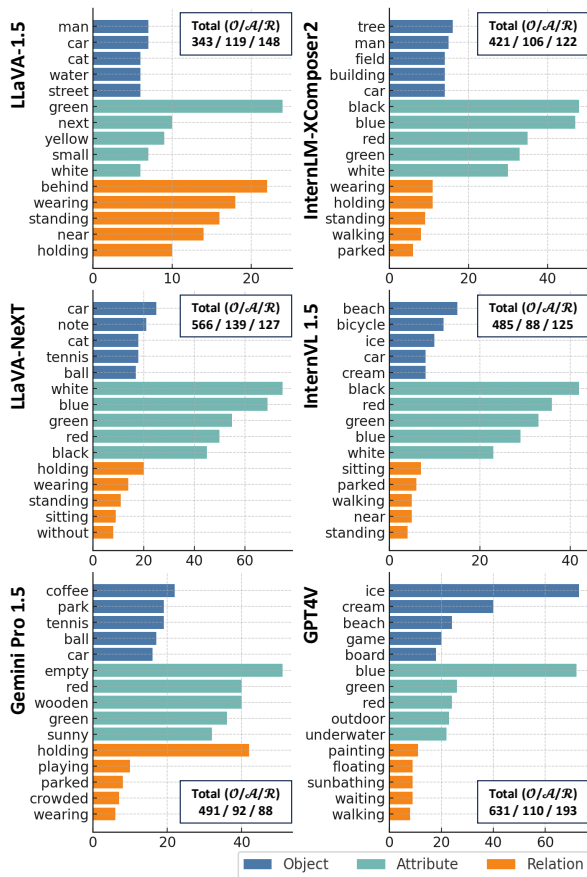 LLaVA-1.5
man
car
cat
water
street
green
next
yellow
small
white
behind
wearing
standing
near
holding
0
10
20
Total (𝒪/𝒜/ℛ)
343 / 119 / 148
InternLM-XComposer2
tree
man
field
building
car
black
blue
red
green
white
wearing
holding
standing
walking
parked
0
20
40
Total (𝒪/𝒜/ℛ)
421 / 106 / 122
LLaVA-NeXT
car
note
cat
tennis
ball
white
blue
green
red
black
holding
wearing
standing
sitting
without
0
20
40
60
Total (𝒪/𝒜/ℛ)
566 / 139 / 127
InternVL 1.5
beach
bicycle
ice
car
cream
black
red
green
blue
white
sitting
parked
walking
near
standing
0
20
40
Total (𝒪/𝒜/ℛ)
485 / 88 / 125
Gemini Pro 1.5
coffee
park
tennis
ball
car
empty
red
wooden
green
sunny
holding
playing
parked
crowded
wearing
0
20
40
Total (𝒪/𝒜/ℛ)
491 / 92 / 88
GPT4V
ice
cream
beach
game
board
blue
green
red
outdoor
underwater
painting
floating
sunbathing
waiting
walking
0
20
40
60
Total (𝒪/𝒜/ℛ)
631 / 110 / 193
Object
Attribute
Relation